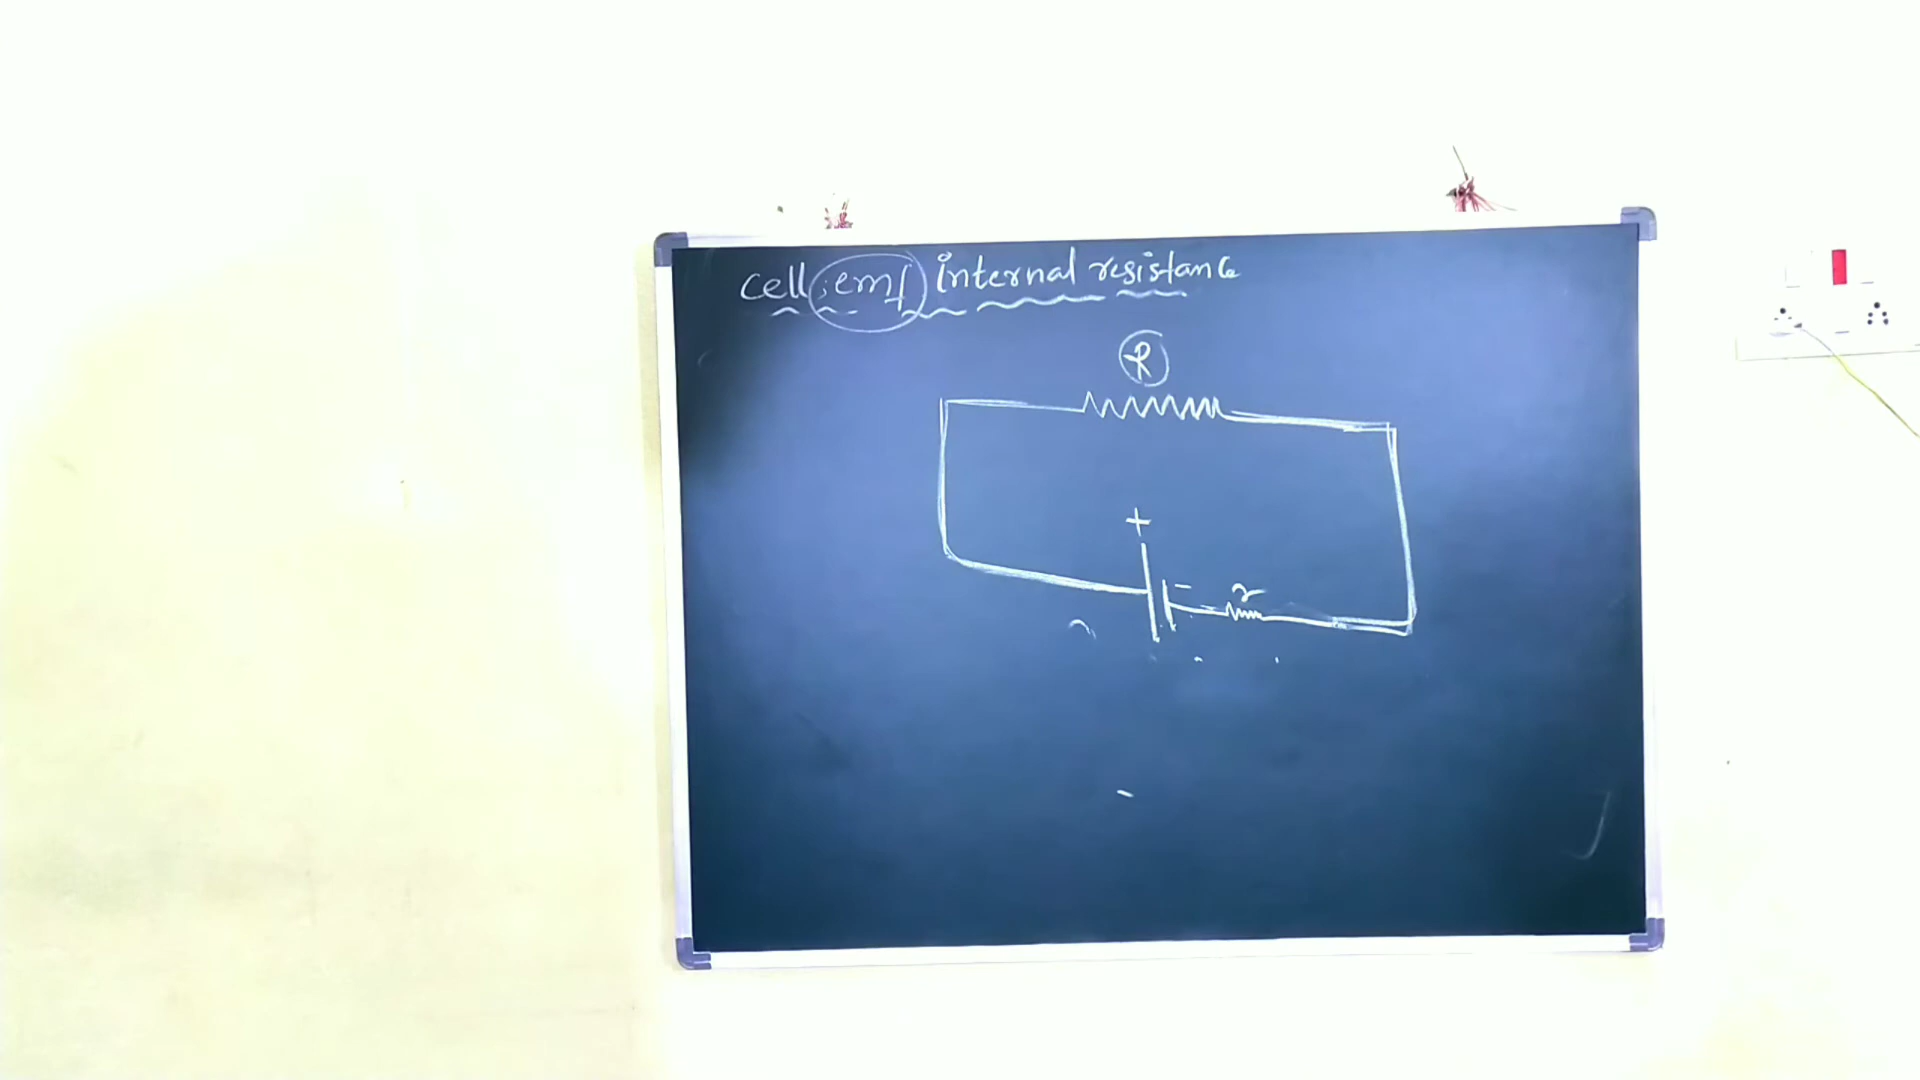 cell; emf internal resistance
R
+
-
r